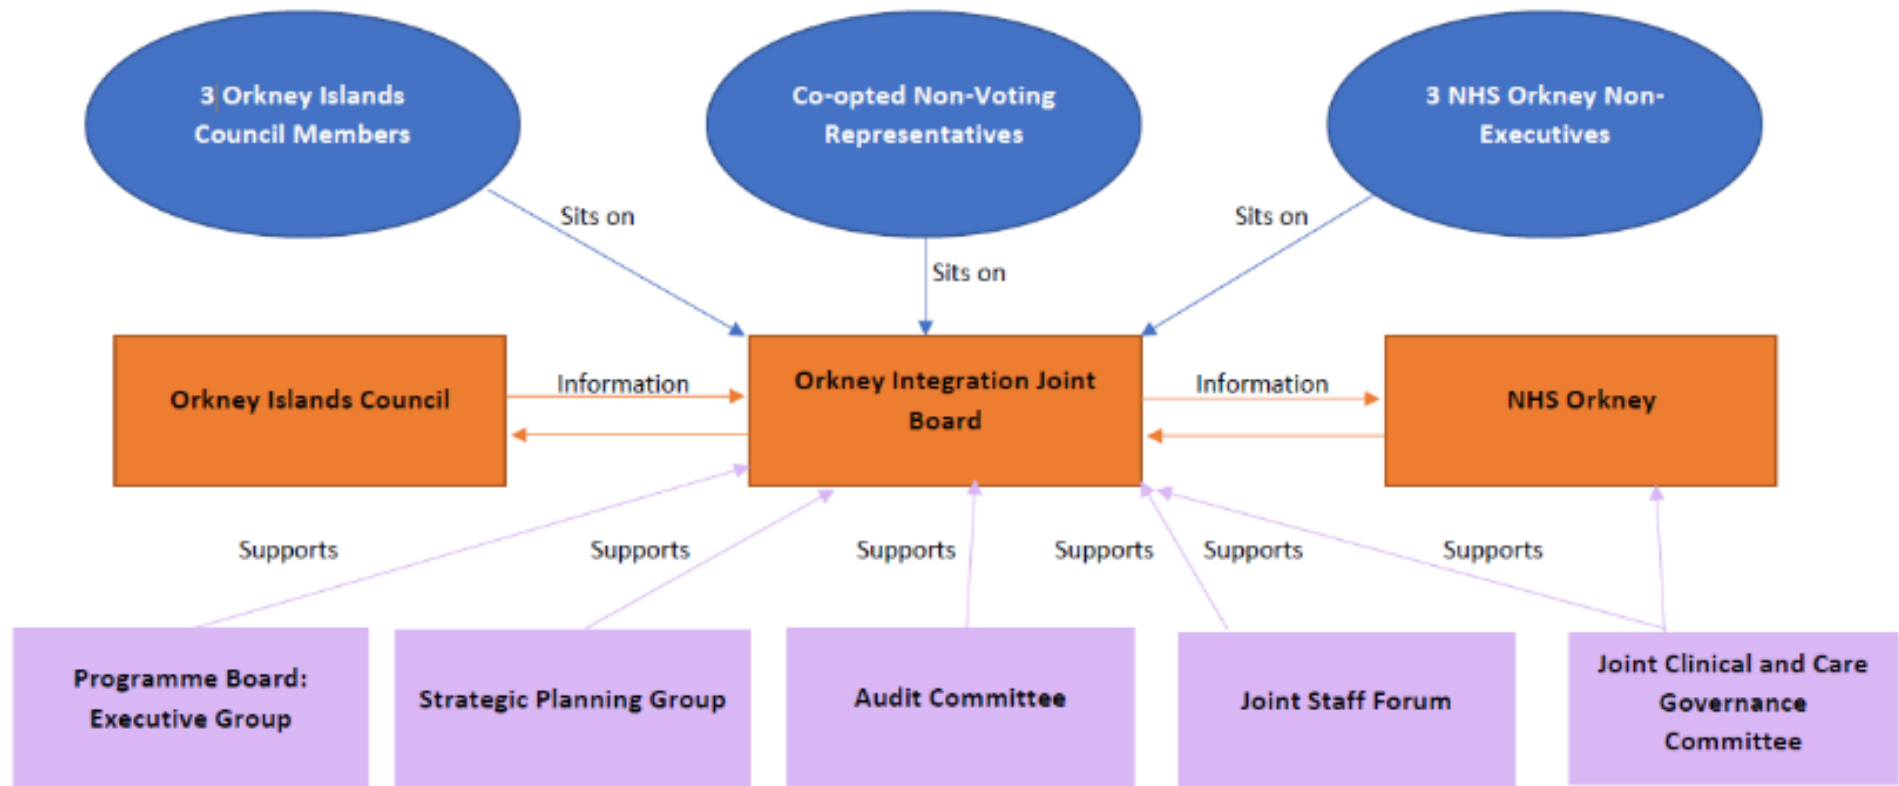 3 Orkney Islands
Council Members
Co-opted Non-Voting
Representatives
3 NHS Orkney Non-
Executives
Sits on
Sits on
Sits on
Orkney Islands Council
Information
Orkney Integration Joint
Board
Information
NHS Orkney
Supports
Supports
Supports
Supports
Supports
Supports
Programme Board:
Executive Group
Strategic Planning Group
Audit Committee
Joint Staff Forum
Joint Clinical and Care
Governance
Committee